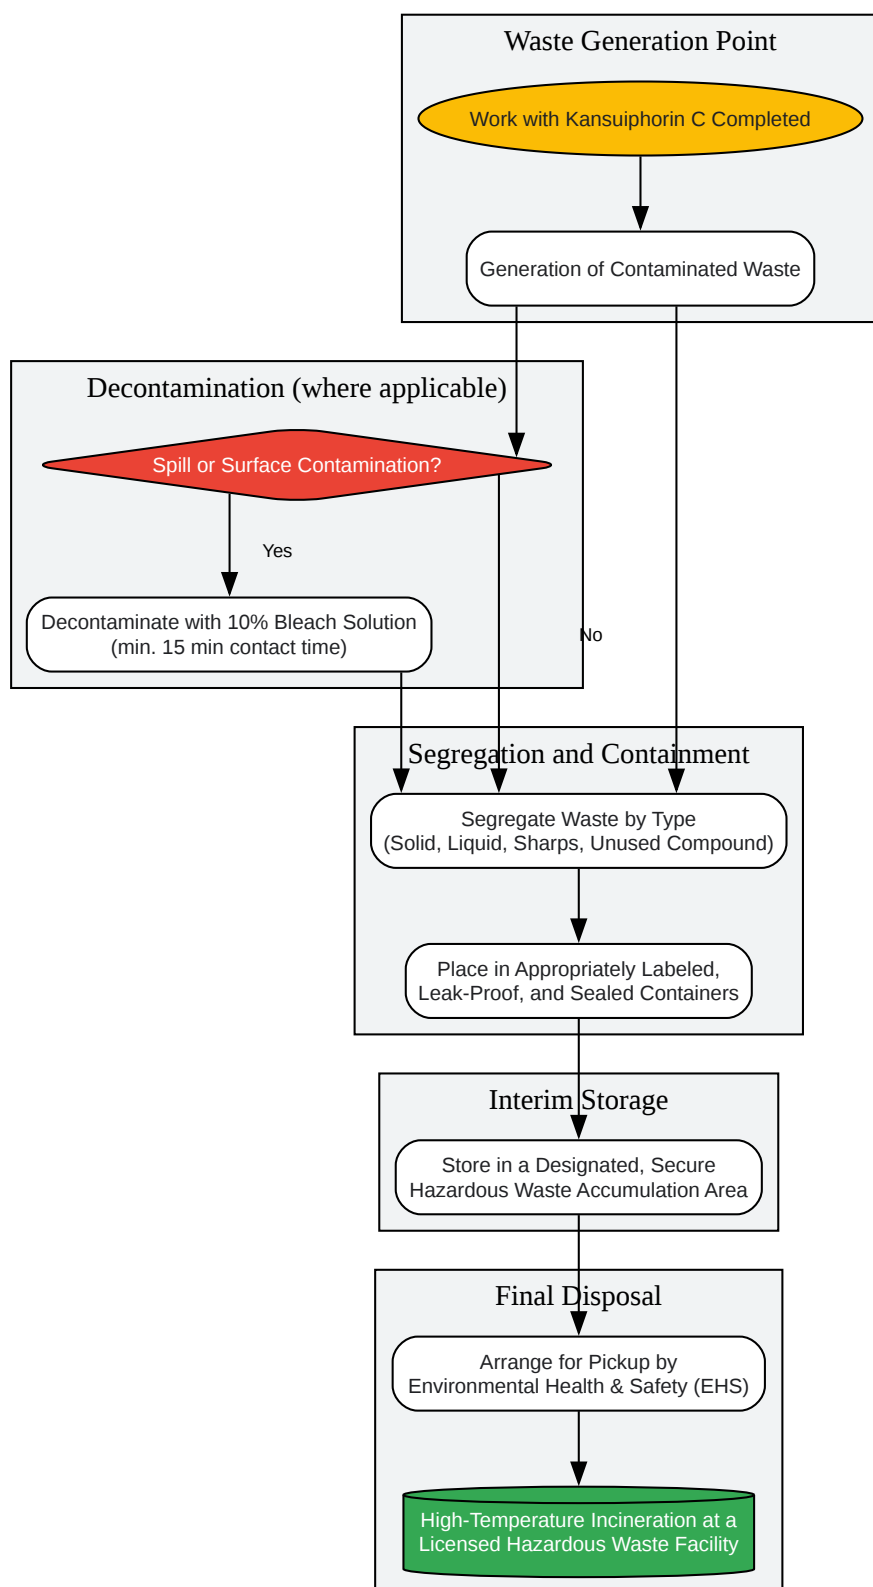 Waste Generation Point
Work with Kansuiphorin C Completed
Generation of Contaminated Waste
Decontamination (where applicable)
Spill or Surface Contamination?
Yes
Decontaminate with 10% Bleach Solution
(min. 15 min contact time)
No
Segregation and Containment
Segregate Waste by Type
(Solid, Liquid, Sharps, Unused Compound)
Place in Appropriately Labeled,
Leak-Proof, and Sealed Containers
Interim Storage
Store in a Designated, Secure
Hazardous Waste Accumulation Area
Final Disposal
Arrange for Pickup by
Environmental Health & Safety (EHS)
High-Temperature Incineration at a
Licensed Hazardous Waste Facility